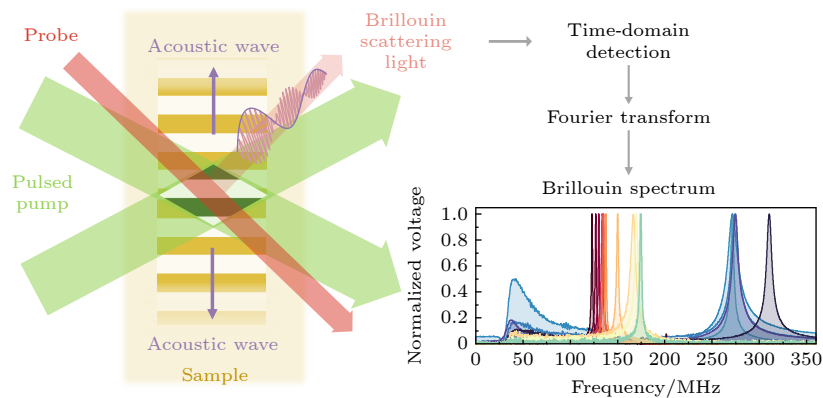 Probe
Acoustic wave
Brillouin
scattering
light
Time-domain
detection
Fourier transform
Pulsed
pump
Brillouin spectrum
Acoustic wave
Sample
Normalized voltage
1.0
0.8
0.6
0.4
0.2
0
0 50 100 150 200 250 300 350
Frequency/MHz